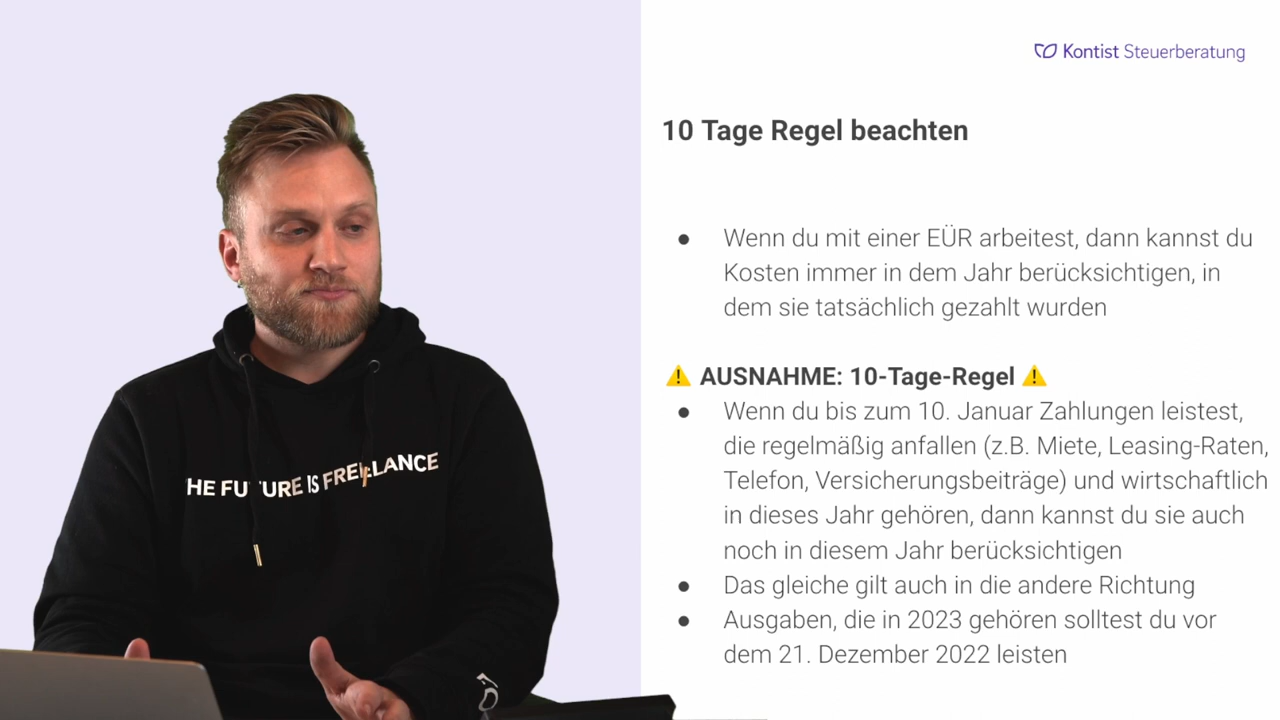 Kontist Steuerberatung
10 Tage Regel beachten
● Wenn du mit einer EÜR arbeitest, dann kannst du
Kosten immer in dem Jahr berücksichtigen, in
dem sie tatsächlich gezahlt wurden
⚠️ AUSNAHME: 10-Tage-Regel ⚠️
● Wenn du bis zum 10. Januar Zahlungen leistest,
die regelmäßig anfallen (z.B. Miete, Leasing-Raten,
Telefon, Versicherungsbeiträge) und wirtschaftlich
in dieses Jahr gehören, dann kannst du sie auch
noch in diesem Jahr berücksichtigen
● Das gleiche gilt auch in die andere Richtung
● Ausgaben, die in 2023 gehören solltest du vor
dem 21. Dezember 2022 leisten
HE FUTURE IS FREELANCE